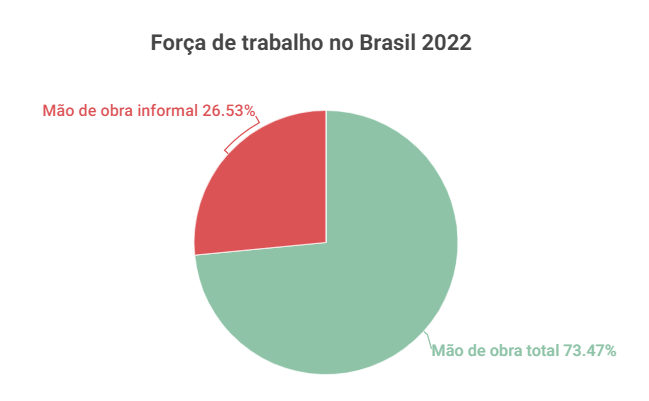 Força de trabalho no Brasil 2022
Mão de obra informal 26.53%
Mão de obra total 73.47%